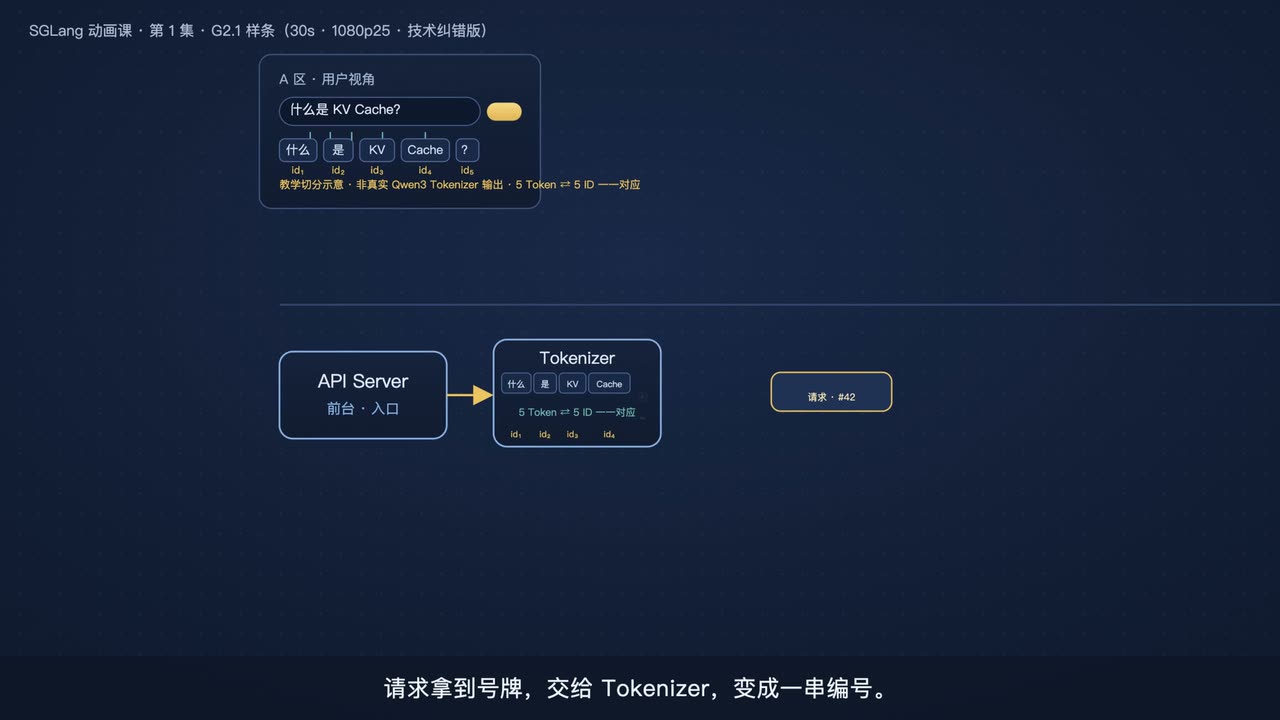 SGLang 动画课 · 第 1 集 · G2.1 样条（30s · 1080p25 · 技术纠错版）
A 区 · 用户视角
什么是 KV Cache?
什么 是 KV Cache ?
id₁ id₂ id₃ id₄ id₅
教学切分示意 · 非真实 Qwen3 Tokenizer 输出 · 5 Token ⇄ 5 ID 一一对应
API Server
前台 · 入口
Tokenizer
什么 是 KV Cache
5 Token ⇄ 5 ID 一一对应
id₁ id₂ id₃ id₄
请求 · #42
请求拿到号牌，交给 Tokenizer，变成一串编号。